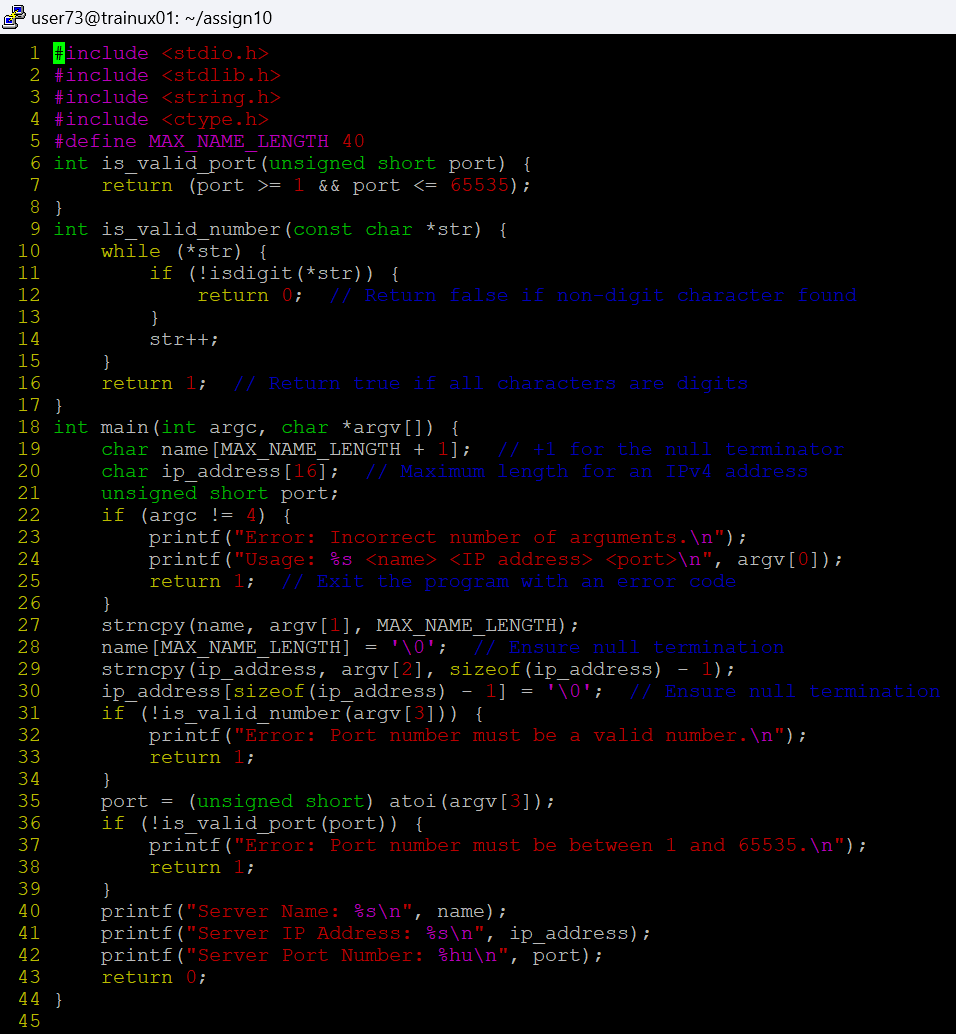 user73@trainux01: ~/assign10
1 #include <stdio.h>
2 #include <stdlib.h>
3 #include <string.h>
4 #include <ctype.h>
5 #define MAX_NAME_LENGTH 40
6 int is_valid_port(unsigned short port) {
7     return (port >= 1 && port <= 65535);
8 }
9 int is_valid_number(const char *str) {
10     while (*str) {
11         if (!isdigit(*str)) {
12             return 0;  // Return false if non-digit character found
13         }
14         str++;
15     }
16     return 1;  // Return true if all characters are digits
17 }
18 int main(int argc, char *argv[]) {
19     char name[MAX_NAME_LENGTH + 1];  // +1 for the null terminator
20     char ip_address[16];  // Maximum length for an IPv4 address
21     unsigned short port;
22     if (argc != 4) {
23         printf("Error: Incorrect number of arguments.\n");
24         printf("Usage: %s <name> <IP address> <port>\n", argv[0]);
25         return 1;  // Exit the program with an error code
26     }
27     strncpy(name, argv[1], MAX_NAME_LENGTH);
28     name[MAX_NAME_LENGTH] = '\0';  // Ensure null termination
29     strncpy(ip_address, argv[2], sizeof(ip_address) - 1);
30     ip_address[sizeof(ip_address) - 1] = '\0';  // Ensure null termination
31     if (!is_valid_number(argv[3])) {
32         printf("Error: Port number must be a valid number.\n");
33         return 1;
34     }
35     port = (unsigned short) atoi(argv[3]);
36     if (!is_valid_port(port)) {
37         printf("Error: Port number must be between 1 and 65535.\n");
38         return 1;
39     }
40     printf("Server Name: %s\n", name);
41     printf("Server IP Address: %s\n", ip_address);
42     printf("Server Port Number: %hu\n", port);
43     return 0;
44 }
45